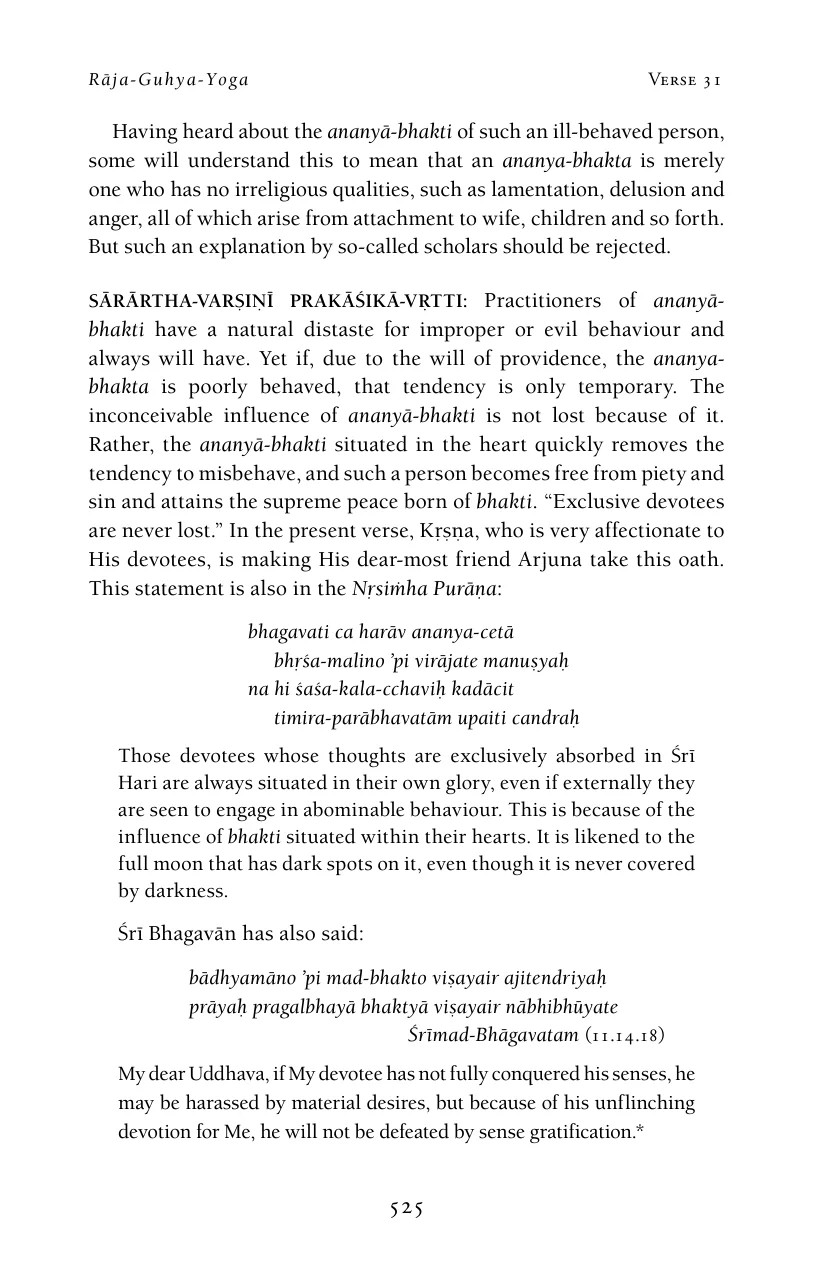 Rāja-Guhya-Yoga Verse 31
Having heard about the ananyā-bhakti of such an ill-behaved person,
some will understand this to mean that an ananya-bhakta is merely
one who has no irreligious qualities, such as lamentation, delusion and
anger, all of which arise from attachment to wife, children and so forth.
But such an explanation by so-called scholars should be rejected.
SĀRĀRTHA-VARṢIṆĪ PRAKĀŚIKĀ-VṚTTI: Practitioners of ananyā-
bhakti have a natural distaste for improper or evil behaviour and
always will have. Yet if, due to the will of providence, the ananya-
bhakta is poorly behaved, that tendency is only temporary. The
inconceivable influence of ananyā-bhakti is not lost because of it.
Rather, the ananyā-bhakti situated in the heart quickly removes the
tendency to misbehave, and such a person becomes free from piety and
sin and attains the supreme peace born of bhakti. “Exclusive devotees
are never lost.” In the present verse, Kṛṣṇa, who is very affectionate to
His devotees, is making His dear-most friend Arjuna take this oath.
This statement is also in the Nṛsiṁha Purāṇa:
bhagavati ca harāv ananya-cetā
bhṛśa-malino ’pi virājate manuṣyaḥ
na hi śaśa-kala-cchaviḥ kadācit
timira-parābhavatām upaiti candraḥ
Those devotees whose thoughts are exclusively absorbed in Śrī
Hari are always situated in their own glory, even if externally they
are seen to engage in abominable behaviour. This is because of the
influence of bhakti situated within their hearts. It is likened to the
full moon that has dark spots on it, even though it is never covered
by darkness.
Śrī Bhagavān has also said:
bādhyamāno ’pi mad-bhakto viṣayair ajitendriyaḥ
prāyaḥ pragalbhayā bhaktyā viṣayair nābhibhūyate
Śrīmad-Bhāgavatam (11.14.18)
My dear Uddhava, if My devotee has not fully conquered his senses, he
may be harassed by material desires, but because of his unflinching
devotion for Me, he will not be defeated by sense gratification.*
525